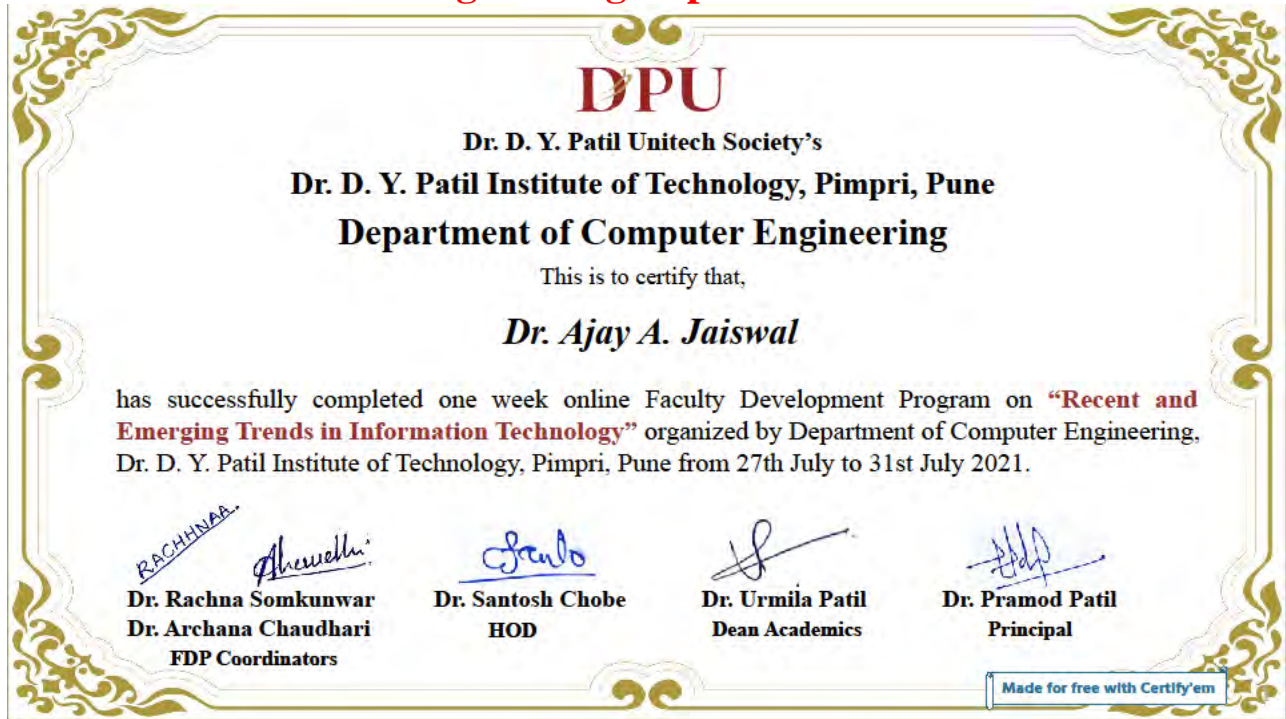 DPU
Dr. D. Y. Patil Unitech Society’s
Dr. D. Y. Patil Institute of Technology, Pimpri, Pune
Department of Computer Engineering
This is to certify that,
Dr. Ajay A. Jaiswal
has successfully completed one week online Faculty Development Program on “Recent and
Emerging Trends in Information Technology” organized by Department of Computer Engineering,
Dr. D. Y. Patil Institute of Technology, Pimpri, Pune from 27th July to 31st July 2021.
RACHHNAA.
Dr. Rachna Somkunwar Dr. Santosh Chobe Dr. Urmila Patil Dr. Pramod Patil
Dr. Archana Chaudhari HOD Dean Academics Principal
FDP Coordinators
Made for free with Certify'em